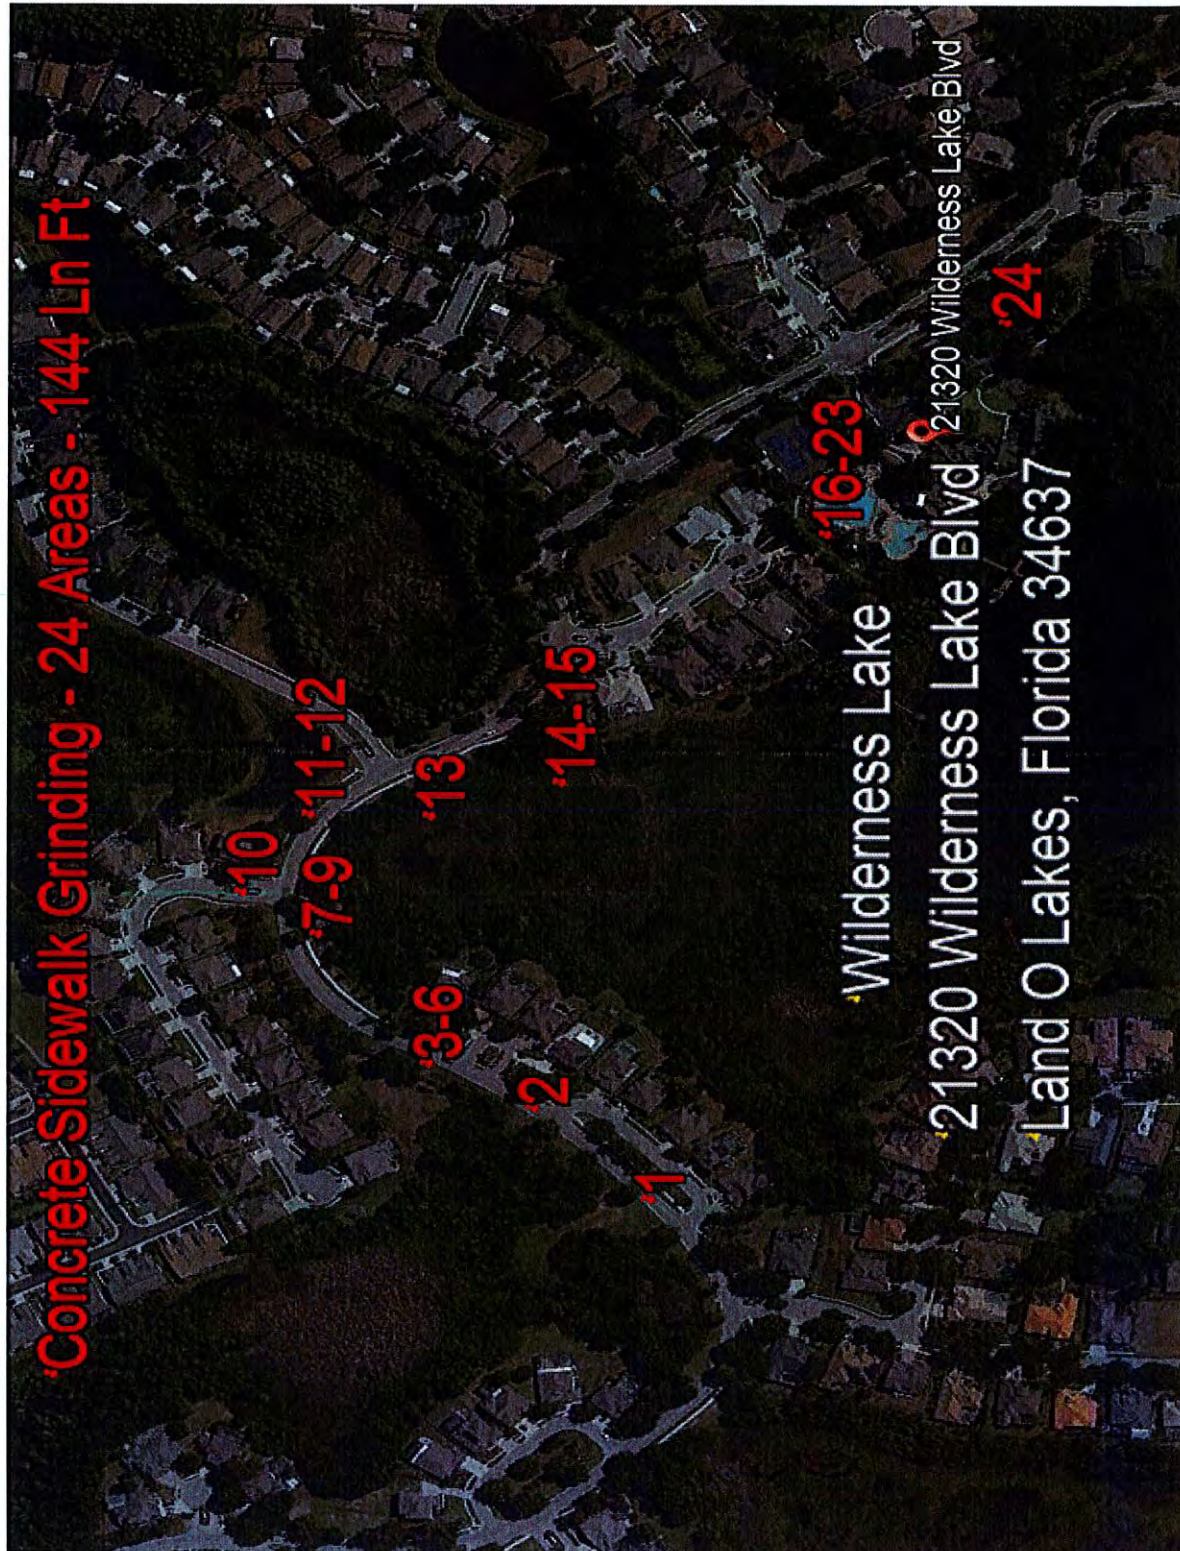 Concrete Sidewalk Grinding - 24 Areas - 144 Ln Ft
10
7-9
11-12
3-6
13
2
14-15
1
16-23
Wilderness Lake
21320 Wilderness Lake Blvd
21320 Wilderness Lake Blvd
24
Land O Lakes, Florida 34637